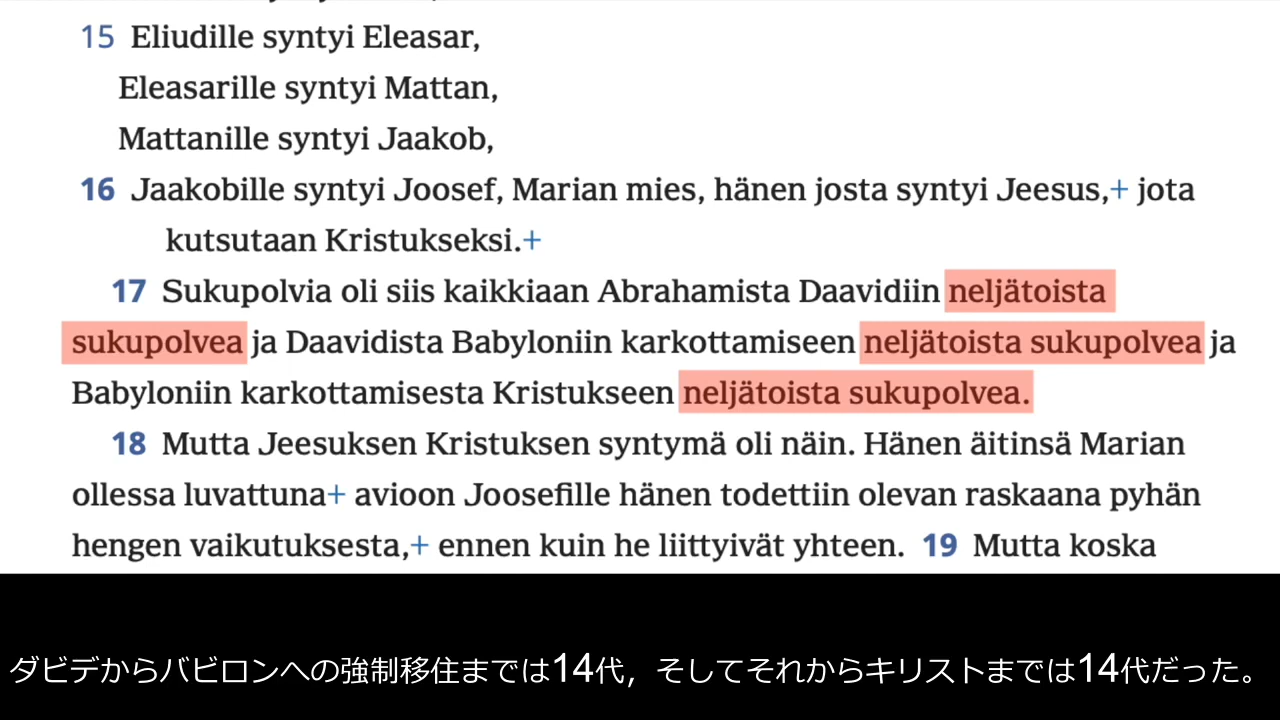 15 Eliudille syntyi Eleasar,
Eleasarille syntyi Mattan,
Mattanille syntyi Jaakob,
16 Jaakobille syntyi Joosef, Marian mies, hänen josta syntyi Jeesus,+ jota
kutsutaan Kristukseksi.+
17 Sukupolvia oli siis kaikkiaan Abrahamista Daavidiin neljätoista
sukupolvea ja Daavidista Babyloniin karkottamiseen neljätoista sukupolvea ja
Babyloniin karkottamisesta Kristukseen neljätoista sukupolvea.
18 Mutta Jeesuksen Kristuksen syntymä oli näin. Hänen äitinsä Marian
ollessa luvattuna+ avioon Joosefille hänen todettiin olevan raskaana pyhän
hengen vaikutuksesta,+ ennen kuin he liittyivät yhteen. 19 Mutta koska
ダビデからバビロンへの強制移住までは14代，そしてそれからキリストまでは14代だった。